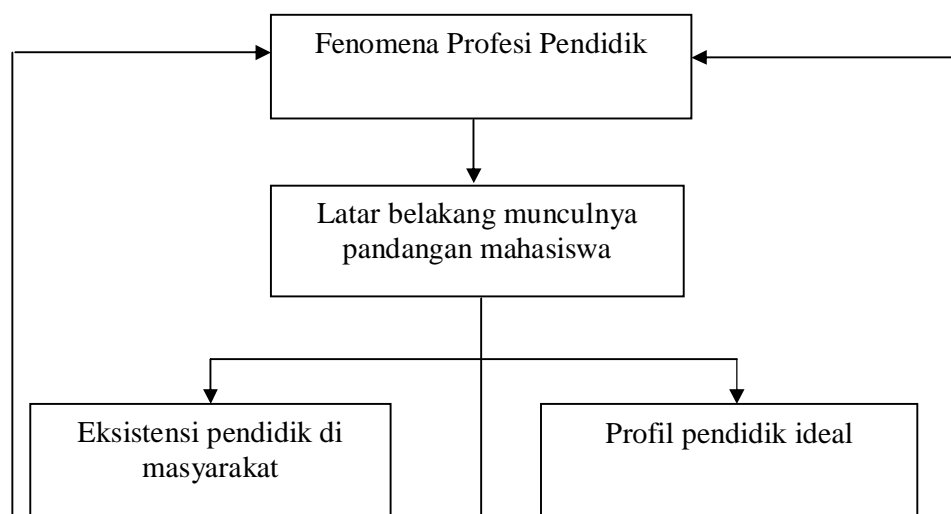 Fenomena Profesi Pendidik
Latar belakang munculnya
pandangan mahasiswa
Eksistensi pendidik di
masyarakat
Profil pendidik ideal